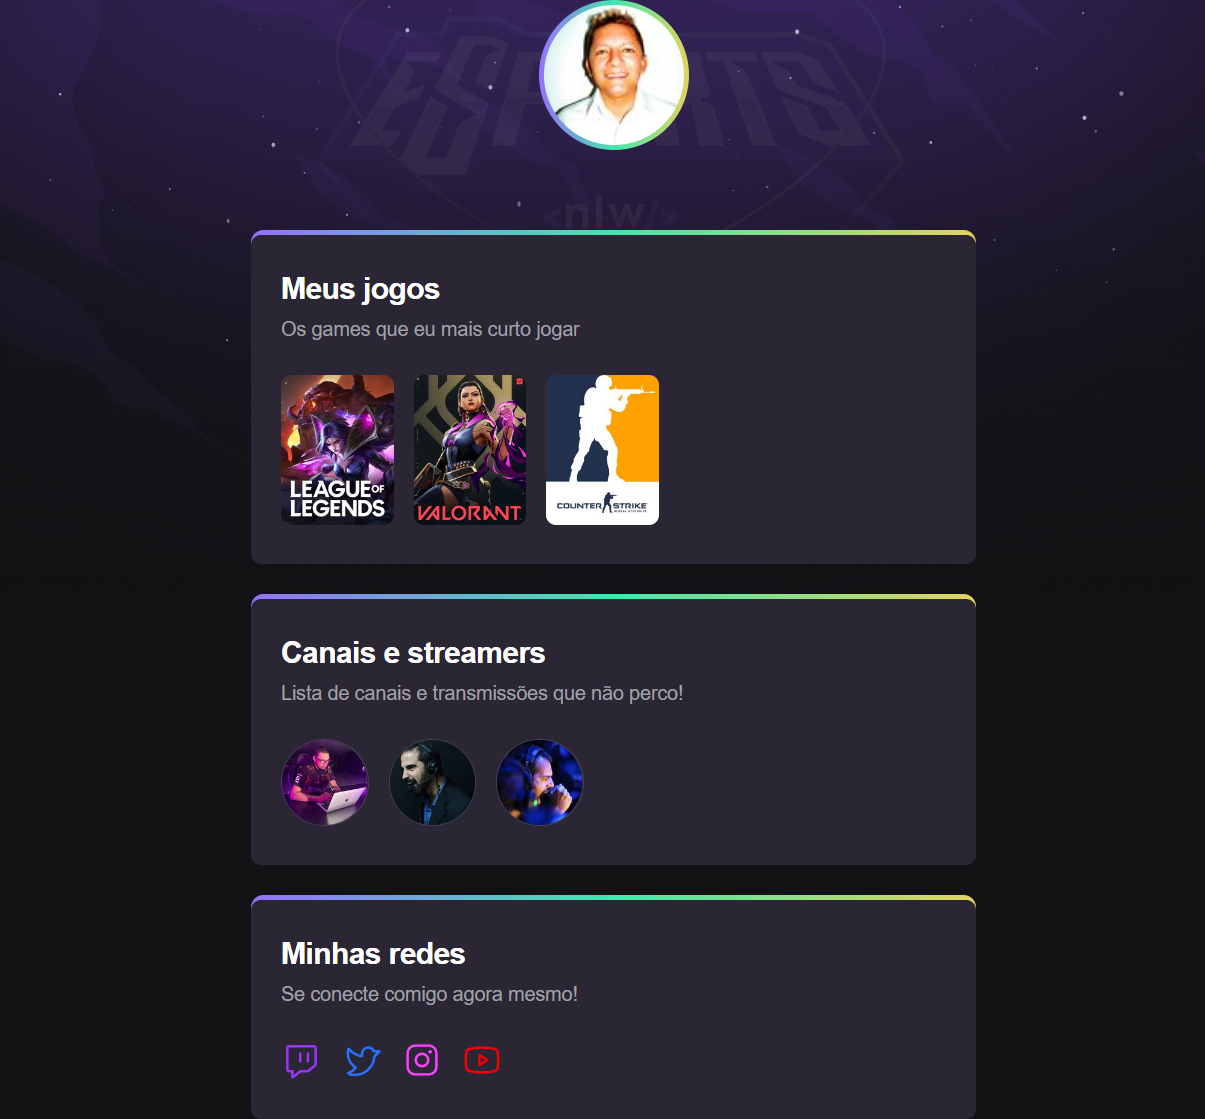 eSPORTS
<nlw/>
Meus jogos
Os games que eu mais curto jogar
LEAGUE OF
LEGENDS
VALORANT
COUNTER STRIKE
Canais e streamers
Lista de canais e transmissões que não perco!
Minhas redes
Se conecte comigo agora mesmo!